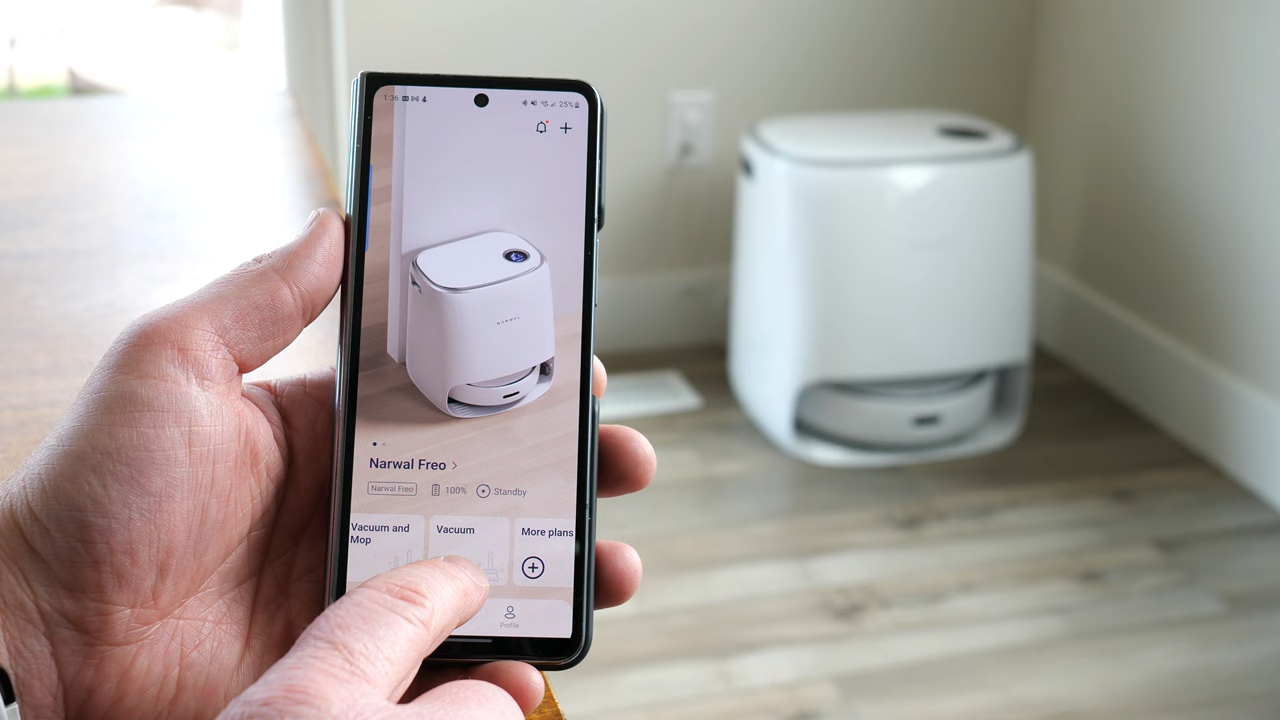 1:36
25%
NARWAL
Narwal Freo >
Narwal Freo
100%
Standby
Vacuum and
Mop
Vacuum
More plans
Profile